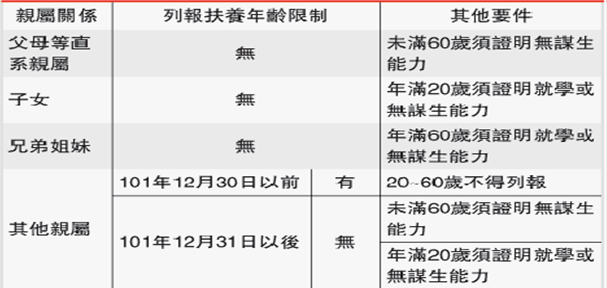 親屬關係 列報扶養年齡限制 其他要件
父母等直
系親屬
無
未滿60歲須證明無謀生
能力
子女
無
年滿20歲須證明就學或
無謀生能力
兄弟姐妹
無
年滿60歲須證明就學或
無謀生能力
其他親屬
101年12月30日以前 有 20~60歲不得列報
101年12月31日以後 無
未滿60歲須證明無謀生
能力
年滿20歲須證明就學或
無謀生能力